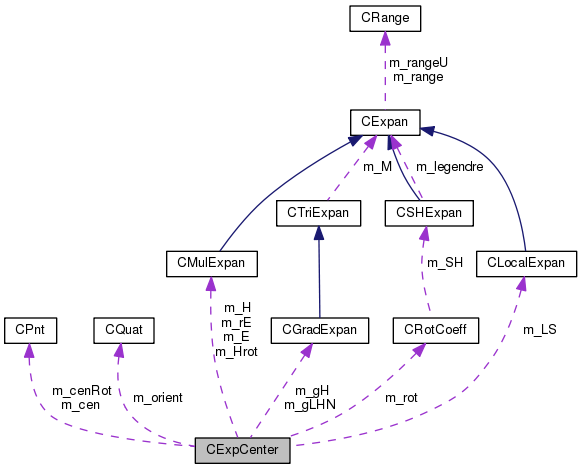 CRange
m_rangeU
m_range
CExpan
m_M
m_legendre
CTriExpan
CSHExpan
CMulExpan
m_SH
CLocalExpan
m_H
m_rE
m_E
m_Hrot
CPnt
CQuat
CGradExpan
CRotCoeff
m_LS
m_cenRot
m_cen
m_orient
m_gH
m_gLHN
m_rot
CExpCenter